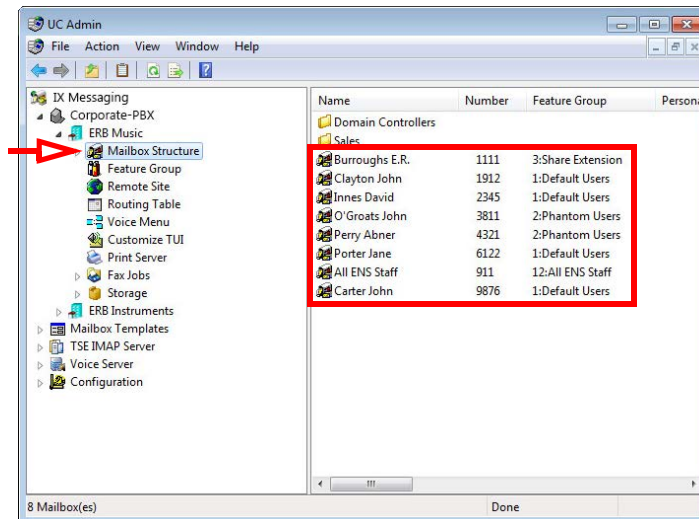 UC Admin
File Action View Window Help
IX Messaging
Corporate-PBX
ERB Music
Mailbox Structure
Feature Group
Remote Site
Routing Table
Voice Menu
Customize TUI
Print Server
Fax Jobs
Storage
ERB Instruments
Mailbox Templates
TSE IMAP Server
Voice Server
Configuration
Name Number Feature Group Persona
Domain Controllers
Sales
Burroughs E.R. 1111 3:Share Extension
Clayton John 1912 1:Default Users
Innes David 2345 1:Default Users
O'Groats John 3811 2:Phantom Users
Perry Abner 4321 2:Phantom Users
Porter Jane 6122 1:Default Users
All ENS Staff 911 12:All ENS Staff
Carter John 9876 1:Default Users
8 Mailbox(es) Done